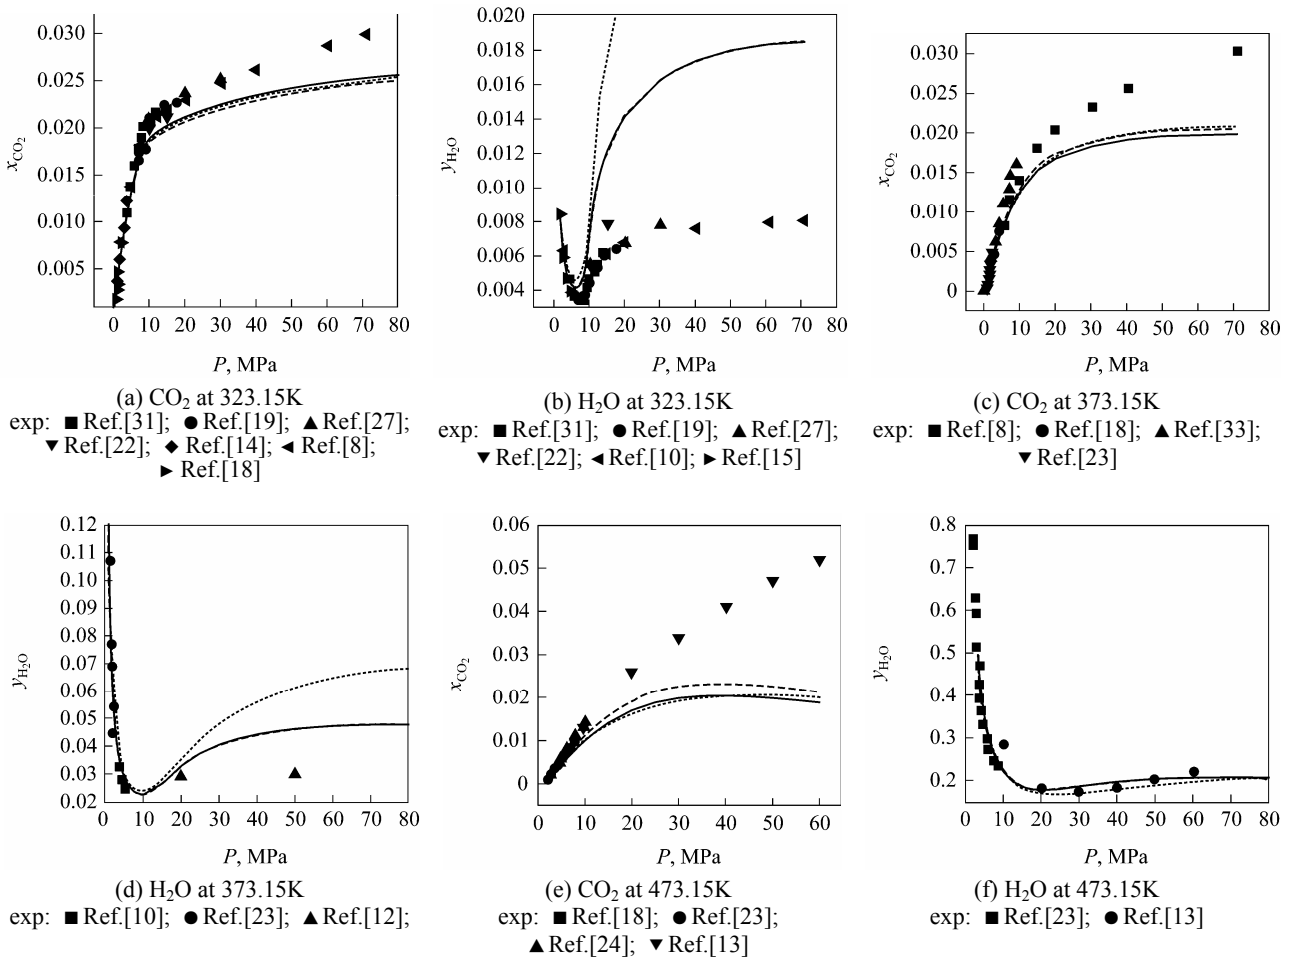 0.030
0.025
0.020
0.015
0.010
0.005
xCO2
0 10 20 30 40 50 60 70 80
P, MPa
(a) CO2 at 323.15K
exp: ■ Ref.[31]; ● Ref.[19]; ▲ Ref.[27];
▼ Ref.[22]; ◆ Ref.[14]; ◀ Ref.[8];
▶ Ref.[18]
0.020
0.018
0.016
0.014
0.012
0.010
0.008
0.006
0.004
yH2O
0 10 20 30 40 50 60 70 80
P, MPa
(b) H2O at 323.15K
exp: ■ Ref.[31]; ● Ref.[19]; ▲ Ref.[27];
▼ Ref.[22]; ◀ Ref.[10]; ▶ Ref.[15]
0.030
0.025
0.020
0.015
0.010
0.005
0
xCO2
0 10 20 30 40 50 60 70 80
P, MPa
(c) CO2 at 373.15K
exp: ■ Ref.[8]; ● Ref.[18]; ▲ Ref.[33];
▼ Ref.[23]
0.12
0.11
0.10
0.09
0.08
0.07
0.06
0.05
0.04
0.03
0.02
yH2O
0 10 20 30 40 50 60 70 80
P, MPa
(d) H2O at 373.15K
exp: ■ Ref.[10]; ● Ref.[23]; ▲ Ref.[12];
0.06
0.05
0.04
0.03
0.02
0.01
0
xCO2
0 10 20 30 40 50 60
P, MPa
(e) CO2 at 473.15K
exp: ■ Ref.[18]; ● Ref.[23];
▲ Ref.[24]; ▼ Ref.[13]
0.8
0.7
0.6
0.5
0.4
0.3
0.2
yH2O
0 10 20 30 40 50 60 70 80
P, MPa
(f) H2O at 473.15K
exp: ■ Ref.[23]; ● Ref.[13]